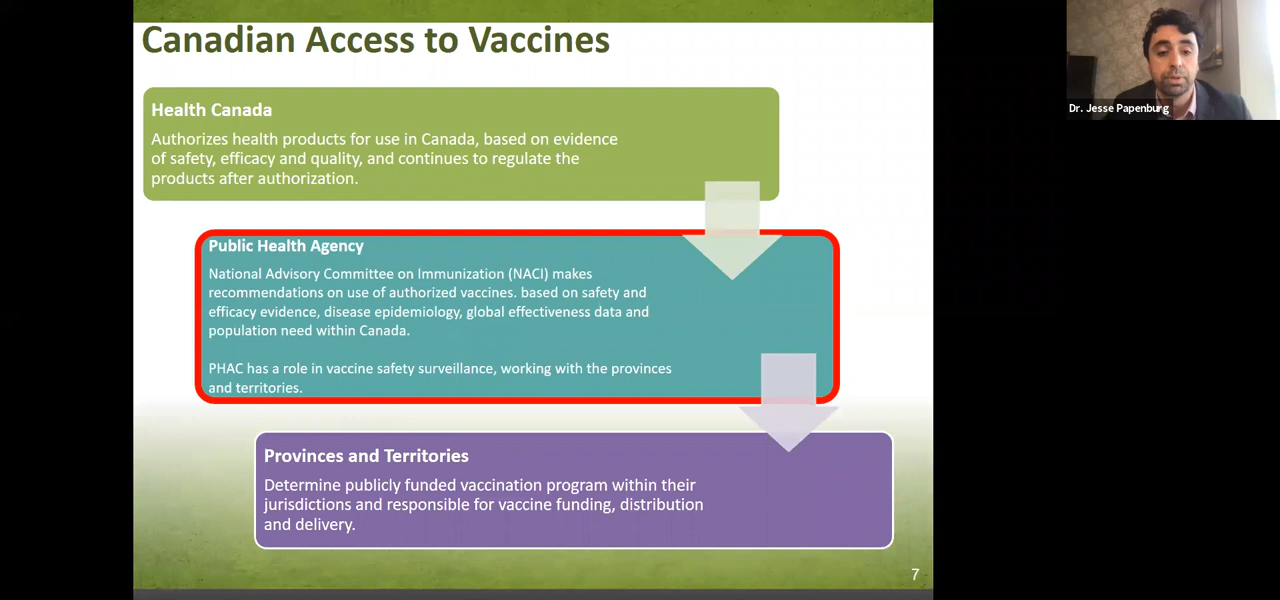 Canadian Access to Vaccines
Health Canada
Authorizes health products for use in Canada, based on evidence
of safety, efficacy and quality, and continues to regulate the
products after authorization.
Public Health Agency
National Advisory Committee on Immunization (NACI) makes
recommendations on use of authorized vaccines. based on safety and
efficacy evidence, disease epidemiology, global effectiveness data and
population need within Canada.
PHAC has a role in vaccine safety surveillance, working with the provinces
and territories.
Provinces and Territories
Determine publicly funded vaccination program within their
jurisdictions and responsible for vaccine funding, distribution
and delivery.
7
Dr. Jesse Papenburg